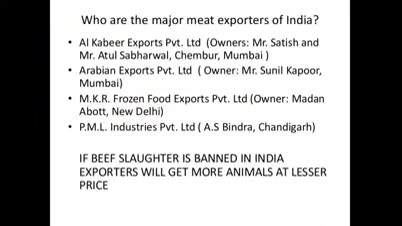 Who are the major meat exporters of India?
• Al Kabeer Exports Pvt. Ltd (Owners: Mr. Satish and
Mr. Atul Sabharwal, Chembur, Mumbai )
• Arabian Exports Pvt. Ltd ( Owner: Mr. Sunil Kapoor,
Mumbai)
• M.K.R. Frozen Food Exports Pvt. Ltd (Owner: Madan
Abott, New Delhi)
• P.M.L. Industries Pvt. Ltd ( A.S Bindra, Chandigarh)
IF BEEF SLAUGHTER IS BANNED IN INDIA
EXPORTERS WILL GET MORE ANIMALS AT LESSER
PRICE